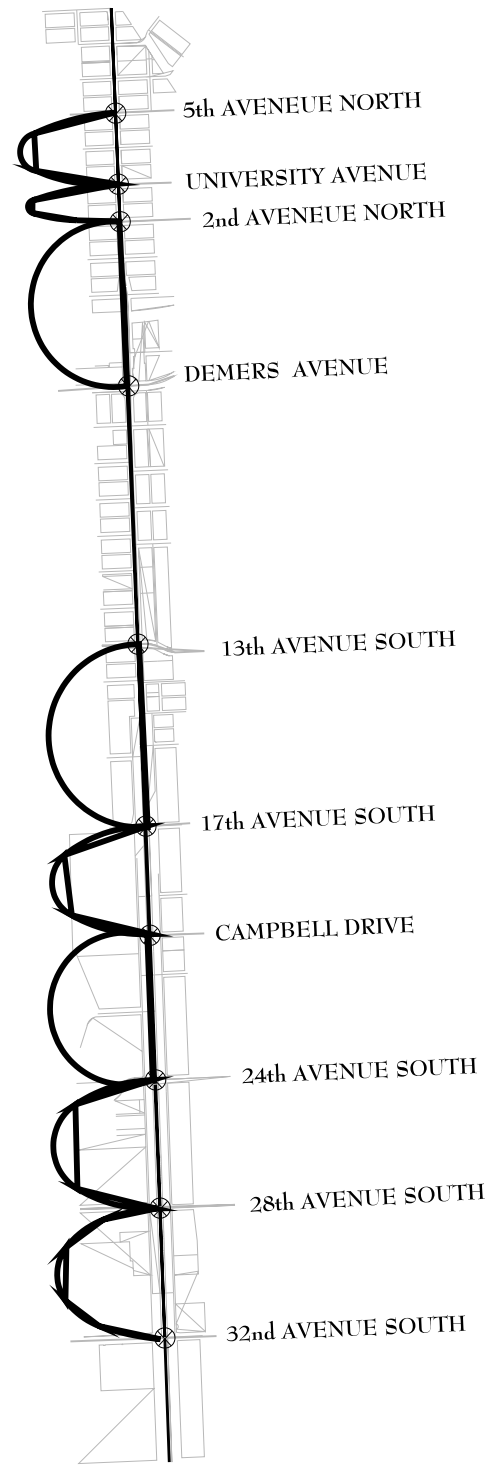 5th AVENEUE NORTH
UNIVERSITY AVENUE
2nd AVENEUE NORTH
DEMERS AVENUE
13th AVENUE SOUTH
17th AVENUE SOUTH
CAMPBELL DRIVE
24th AVENUE SOUTH
28th AVENUE SOUTH
32nd AVENUE SOUTH